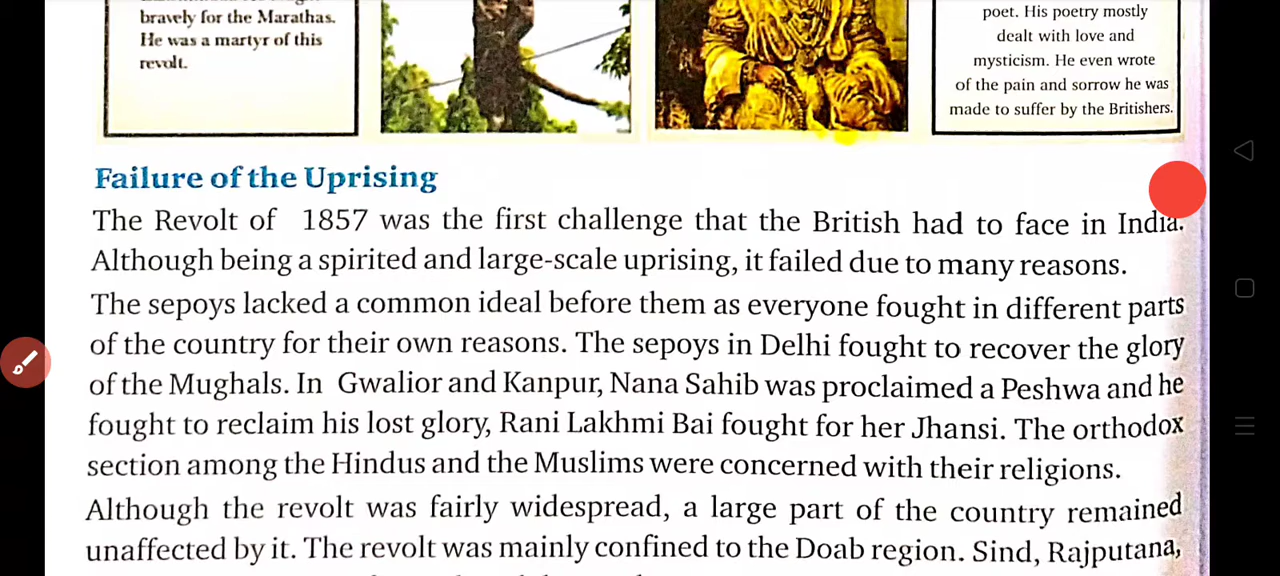 bravely for the Marathas.
He was a martyr of this
revolt.
poet. His poetry mostly
dealt with love and
mysticism. He even wrote
of the pain and sorrow he was
made to suffer by the Britishers.
Failure of the Uprising
The Revolt of 1857 was the first challenge that the British had to face in India.
Although being a spirited and large-scale uprising, it failed due to many reasons.
The sepoys lacked a common ideal before them as everyone fought in different parts
of the country for their own reasons. The sepoys in Delhi fought to recover the glory
of the Mughals. In Gwalior and Kanpur, Nana Sahib was proclaimed a Peshwa and he
fought to reclaim his lost glory, Rani Lakhmi Bai fought for her Jhansi. The orthodox
section among the Hindus and the Muslims were concerned with their religions.
Although the revolt was fairly widespread, a large part of the country remained
unaffected by it. The revolt was mainly confined to the Doab region. Sind, Rajputana,